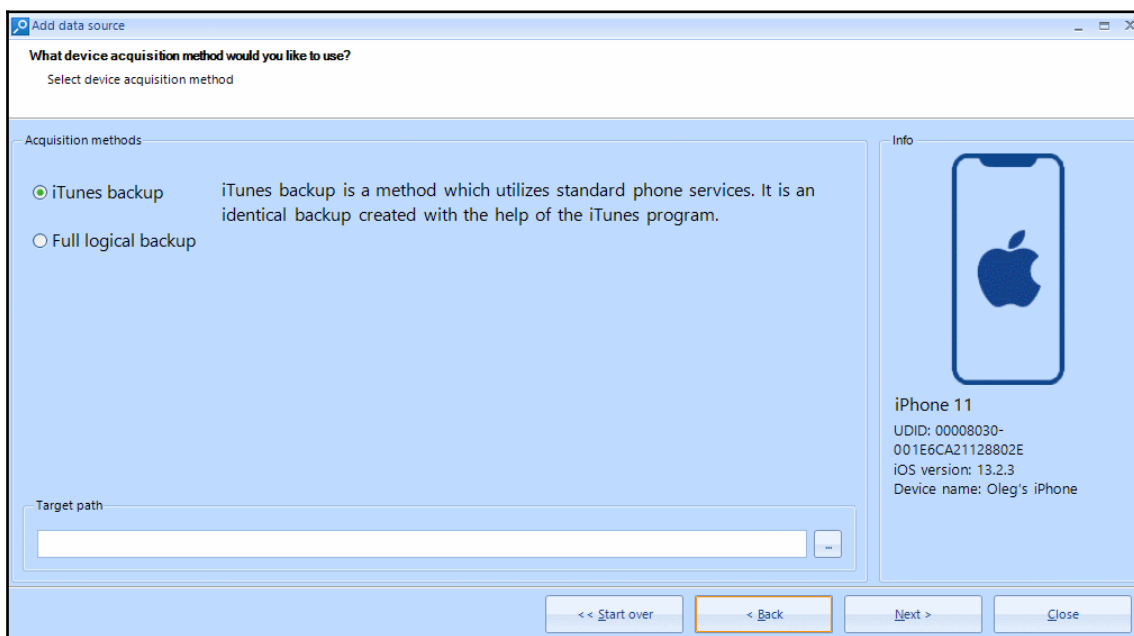 Add data source
What device acquisition method would you like to use?
Select device acquisition method
Acquisition methods
iTunes backup
iTunes backup is a method which utilizes standard phone services. It is an
identical backup created with the help of the iTunes program.
Full logical backup
Target path
...
Info
iPhone 11
UDID: 00008030-
001E6CA21128802E
iOS version: 13.2.3
Device name: Oleg's iPhone
<< Start over
< Back
Next >
Close